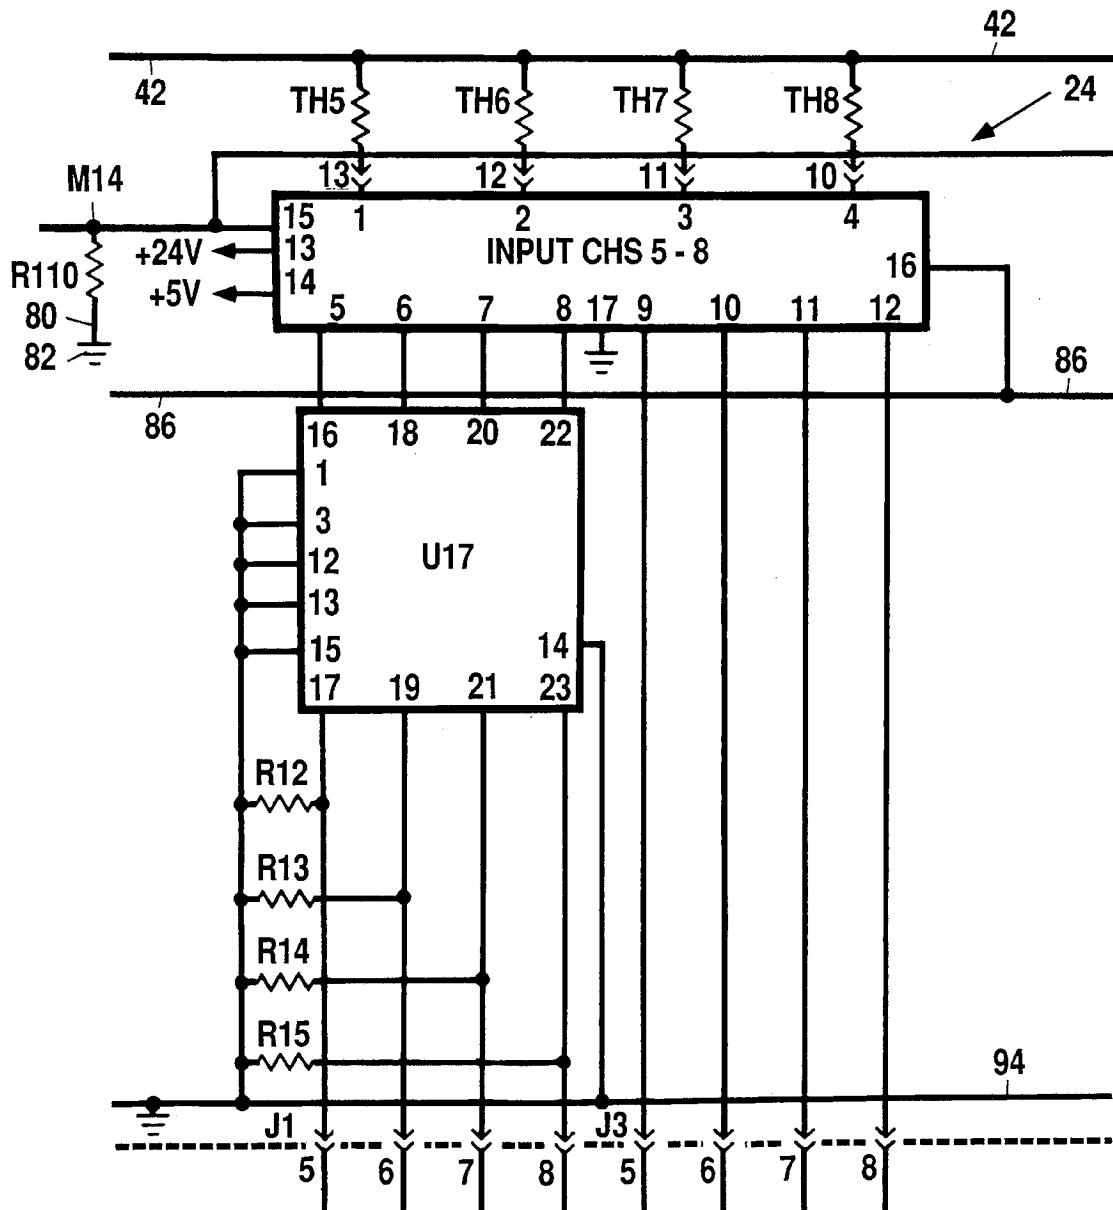 42
42
TH5 TH6 TH7 TH8 24
13 12 11 10
M14
15 1 2 3 4
+24V 13 INPUT CHS 5 - 8 16
R110 +5V 14
80 5 6 7 8 17 9 10 11 12
82
86
86
16 18 20 22
1
3
U17
12
13
15 14
17 19 21 23
R12
R13
R14
R15
94
J1 J3
5 6 7 8 5 6 7 8